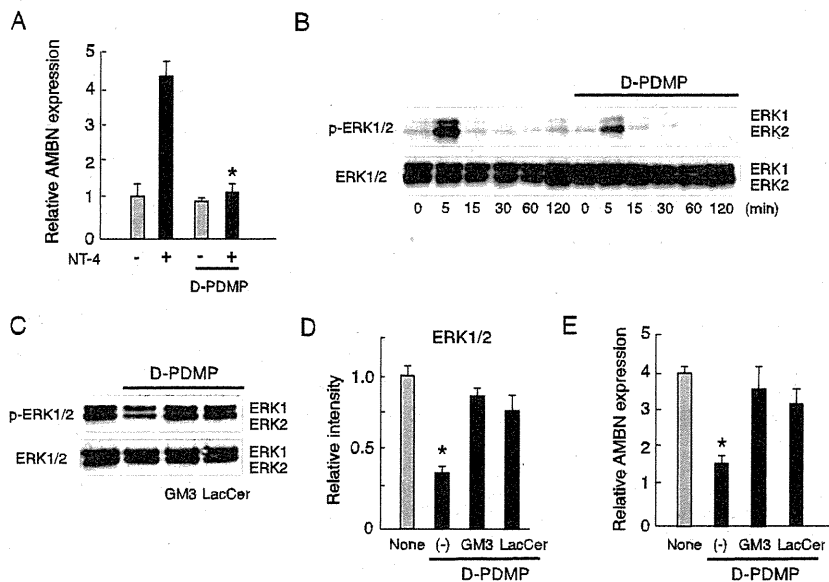 A
Relative AMBN expression
5
4
3
2
1
0
NT-4 - + - +
*
D-PDMP
B
D-PDMP
p-ERK1/2
ERK1
ERK2
ERK1/2
ERK1
ERK2
0 5 15 30 60 120 0 5 15 30 60 120 (min)
C
D-PDMP
p-ERK1/2
ERK1
ERK2
ERK1/2
ERK1
ERK2
GM3 LacCer
D
ERK1/2
Relative intensity
1.0
0.5
0
*
None (-) GM3 LacCer
D-PDMP
E
Relative AMBN expression
5
4
3
2
1
0
*
None (-) GM3 LacCer
D-PDMP